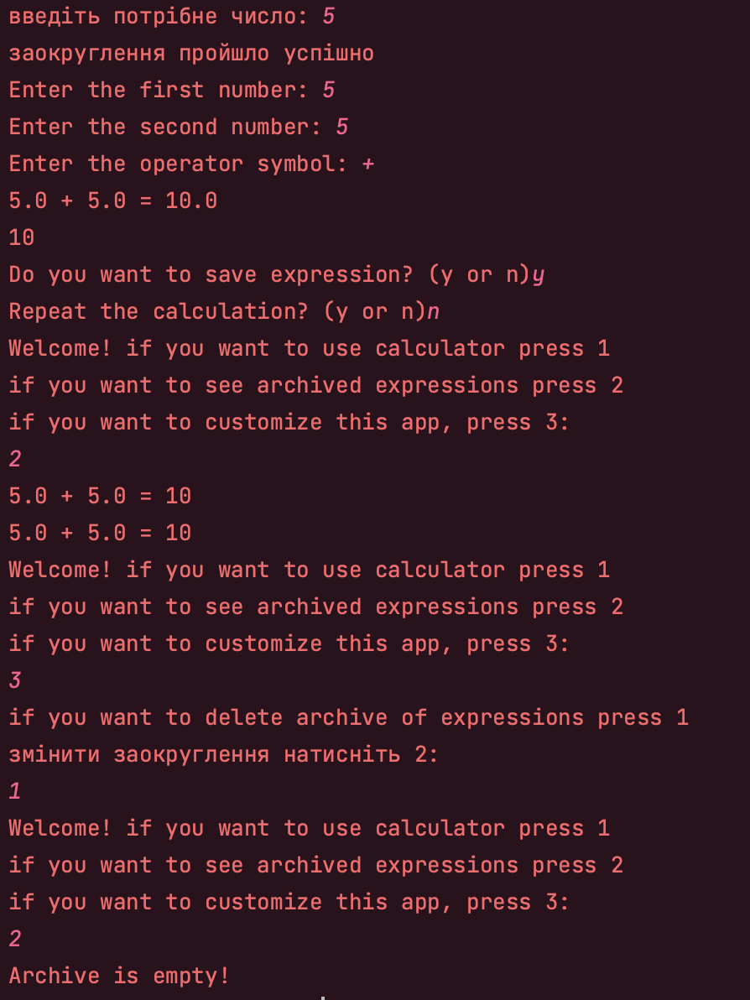 введіть потрібне число: 5
заокруглення пройшло успішно
Enter the first number: 5
Enter the second number: 5
Enter the operator symbol: +
5.0 + 5.0 = 10.0
10
Do you want to save expression? (y or n)y
Repeat the calculation? (y or n)n
Welcome! if you want to use calculator press 1
if you want to see archived expressions press 2
if you want to customize this app, press 3:
2
5.0 + 5.0 = 10
5.0 + 5.0 = 10
Welcome! if you want to use calculator press 1
if you want to see archived expressions press 2
if you want to customize this app, press 3:
3
if you want to delete archive of expressions press 1
змінити заокруглення натисніть 2:
1
Welcome! if you want to use calculator press 1
if you want to see archived expressions press 2
if you want to customize this app, press 3:
2
Archive is empty!